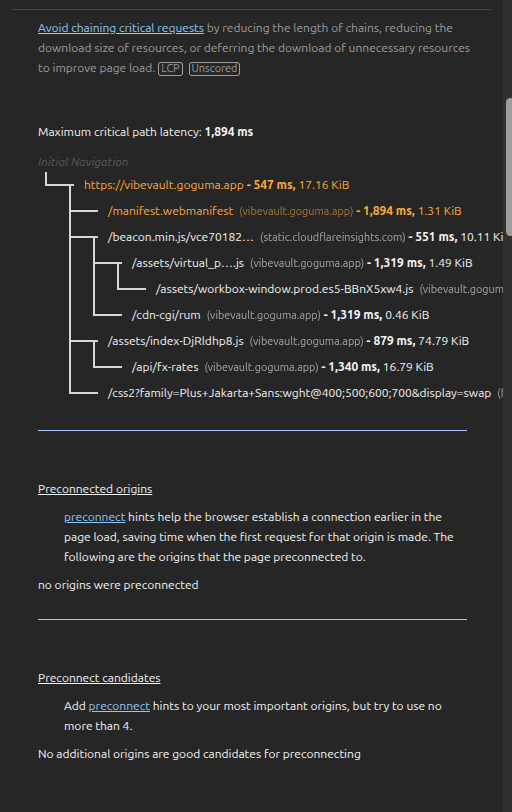 Avoid chaining critical requests by reducing the length of chains, reducing the
download size of resources, or deferring the download of unnecessary resources
to improve page load. LCP Unscored
Maximum critical path latency: 1,894 ms
Initial Navigation
https://vibevault.goguma.app - 547 ms, 17.16 KiB
/manifest.webmanifest (vibevault.goguma.app) - 1,894 ms, 1.31 KiB
/beacon.min.js/vce70182… (static.cloudflareinsights.com) - 551 ms, 10.11 Ki
/assets/virtual_p….js (vibevault.goguma.app) - 1,319 ms, 1.49 KiB
/assets/workbox-window.prod.es5-BBnX5xw4.js (vibevault.gogum
/cdn-cgi/rum (vibevault.goguma.app) - 1,319 ms, 0.46 KiB
/assets/index-DjRldhp8.js (vibevault.goguma.app) - 879 ms, 74.79 KiB
/api/fx-rates (vibevault.goguma.app) - 1,340 ms, 16.79 KiB
/css2?family=Plus+Jakarta+Sans:wght@400;500;600;700&display=swap (
Preconnected origins
preconnect hints help the browser establish a connection earlier in the
page load, saving time when the first request for that origin is made. The
following are the origins that the page preconnected to.
no origins were preconnected
Preconnect candidates
Add preconnect hints to your most important origins, but try to use no
more than 4.
No additional origins are good candidates for preconnecting